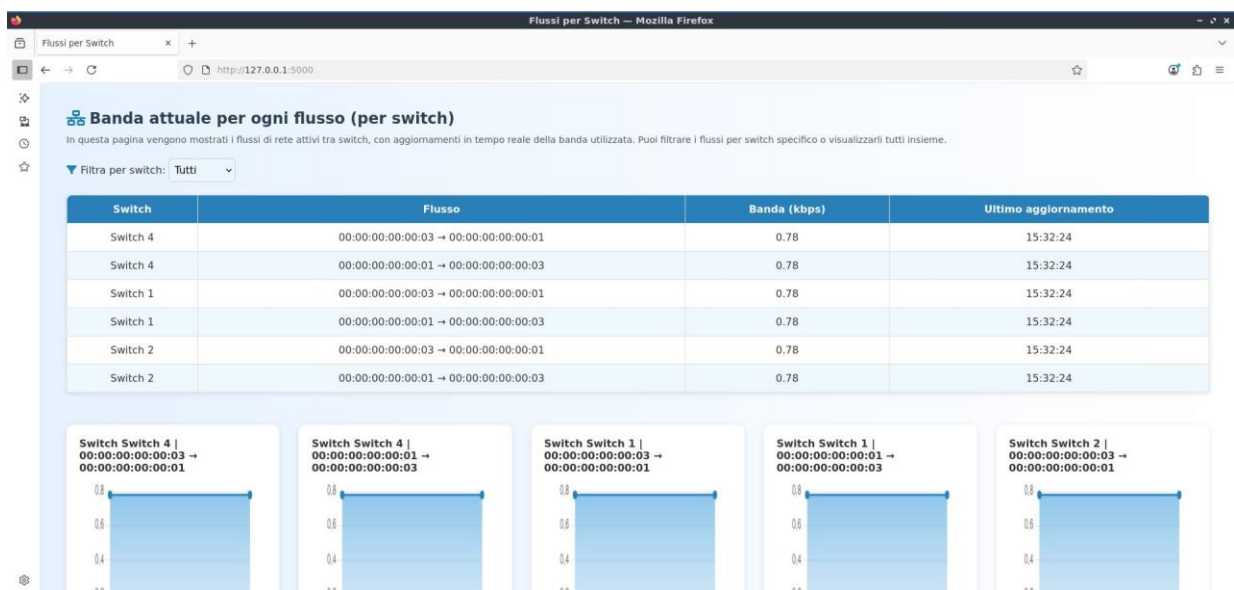 Flussi per Switch — Mozilla Firefox
Flussi per Switch
http://127.0.0.1:5000
Banda attuale per ogni flusso (per switch)
In questa pagina vengono mostrati i flussi di rete attivi tra switch, con aggiornamenti in tempo reale della banda utilizzata. Puoi filtrare i flussi per switch specifico o visualizzarli tutti insieme.
Filtra per switch: Tutti
Switch Flusso Banda (kbps) Ultimo aggiornamento
Switch 4 00:00:00:00:00:03 → 00:00:00:00:00:01 0.78 15:32:24
Switch 4 00:00:00:00:00:01 → 00:00:00:00:00:03 0.78 15:32:24
Switch 1 00:00:00:00:00:03 → 00:00:00:00:00:01 0.78 15:32:24
Switch 1 00:00:00:00:00:01 → 00:00:00:00:00:03 0.78 15:32:24
Switch 2 00:00:00:00:00:03 → 00:00:00:00:00:01 0.78 15:32:24
Switch 2 00:00:00:00:00:01 → 00:00:00:00:00:03 0.78 15:32:24
Switch Switch 4 |
00:00:00:00:00:03 →
00:00:00:00:00:01
0,8
0,6
0,4
Switch Switch 4 |
00:00:00:00:00:01 →
00:00:00:00:00:03
0,8
0,6
0,4
Switch Switch 1 |
00:00:00:00:00:03 →
00:00:00:00:00:01
0,8
0,6
0,4
Switch Switch 1 |
00:00:00:00:00:01 →
00:00:00:00:00:03
0,8
0,6
0,4
Switch Switch 2 |
00:00:00:00:00:03 →
00:00:00:00:00:01
0,8
0,6
0,4